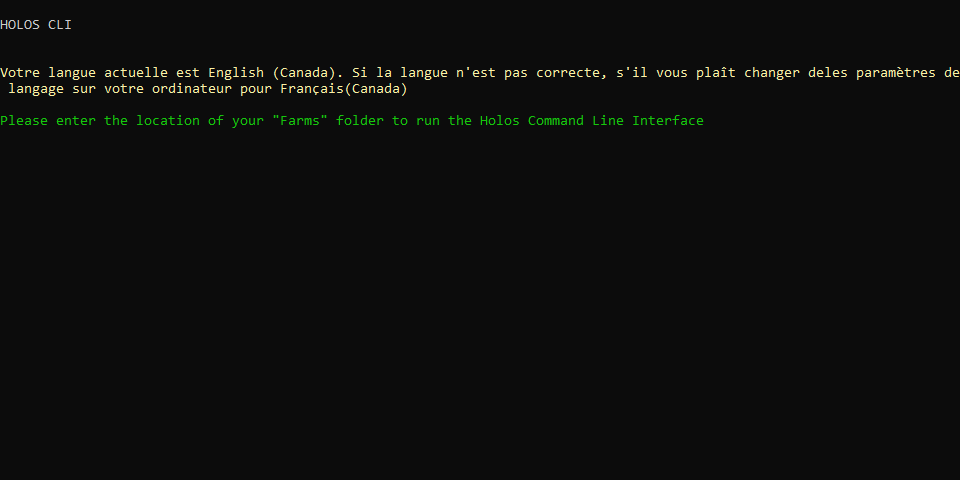 HOLOS CLI
Votre langue actuelle est English (Canada). Si la langue n'est pas correcte, s'il vous plaît changer deles paramètres de
langage sur votre ordinateur pour Français(Canada)
Please enter the location of your "Farms" folder to run the Holos Command Line Interface